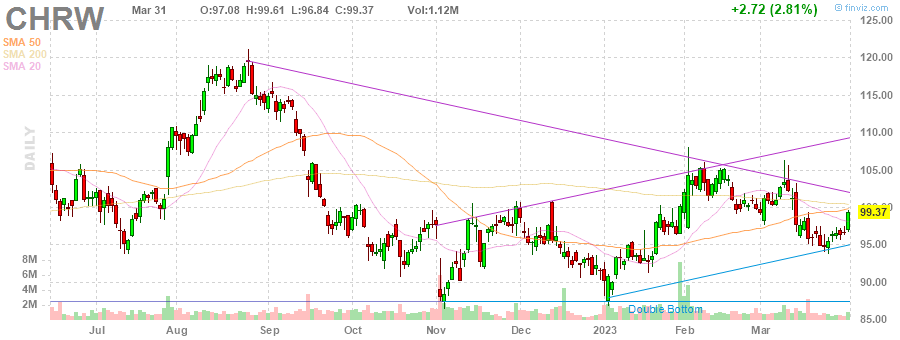 CHRW Mar 31 O:97.08 H:99.61 L:96.84 C:99.37 Vol:1.12M +2.72 (2.81%) finviz.com
SMA 50
SMA 200
SMA 20
125.00
120.00
115.00
110.00
105.00
100.00
99.37
95.00
90.00
85.00
DAILY
8M
6M
4M
2M
Double Bottom
Jul Aug Sep Oct Nov Dec 2023 Feb Mar